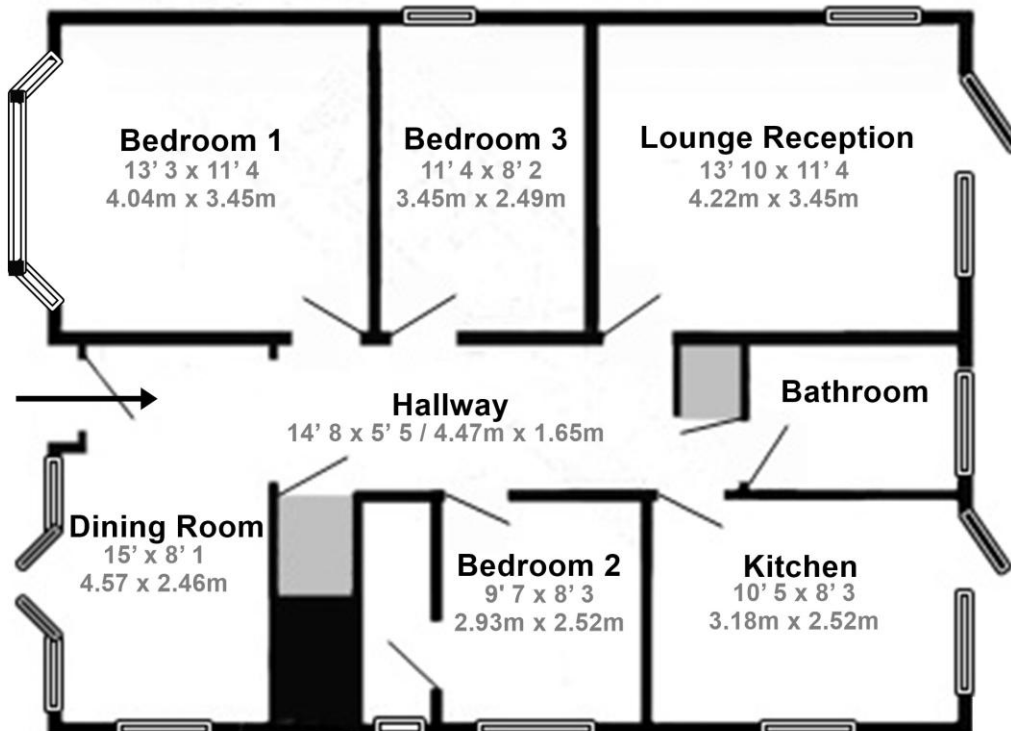 Bedroom 1
13' 3 x 11' 4
4.04m x 3.45m
Bedroom 3
11' 4 x 8' 2
3.45m x 2.49m
Lounge Reception
13' 10 x 11' 4
4.22m x 3.45m
Hallway
14' 8 x 5' 5 / 4.47m x 1.65m
Bathroom
Dining Room
15' x 8' 1
4.57 x 2.46m
Bedroom 2
9' 7 x 8' 3
2.93m x 2.52m
Kitchen
10' 5 x 8' 3
3.18m x 2.52m